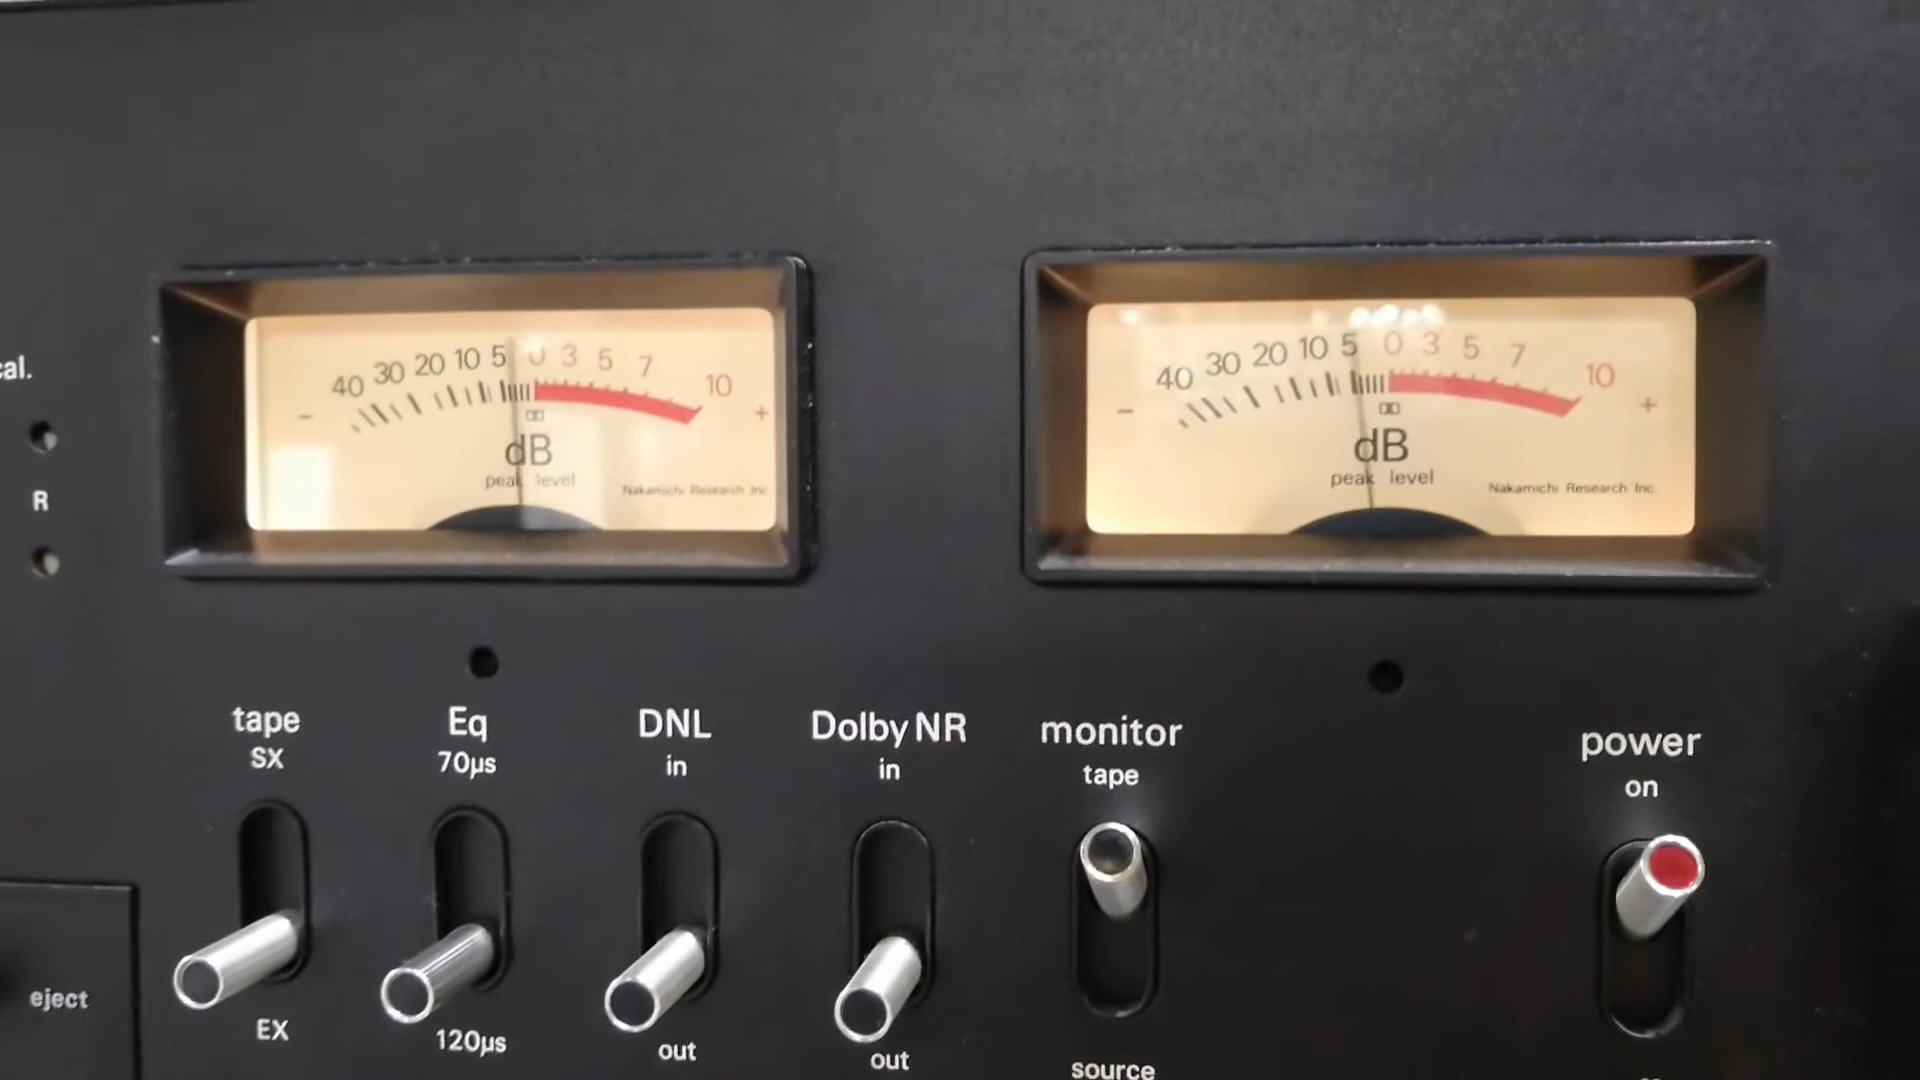 cal.
R
40 30 20 10 5 0 3 5 7 10
− +
dB
peak level
Nakamichi Research Inc.
40 30 20 10 5 0 3 5 7 10
− +
dB
peak level
Nakamichi Research Inc.
tape
SX
EX
Eq
70µs
120µs
DNL
in
out
Dolby NR
in
out
monitor
tape
source
power
on
eject